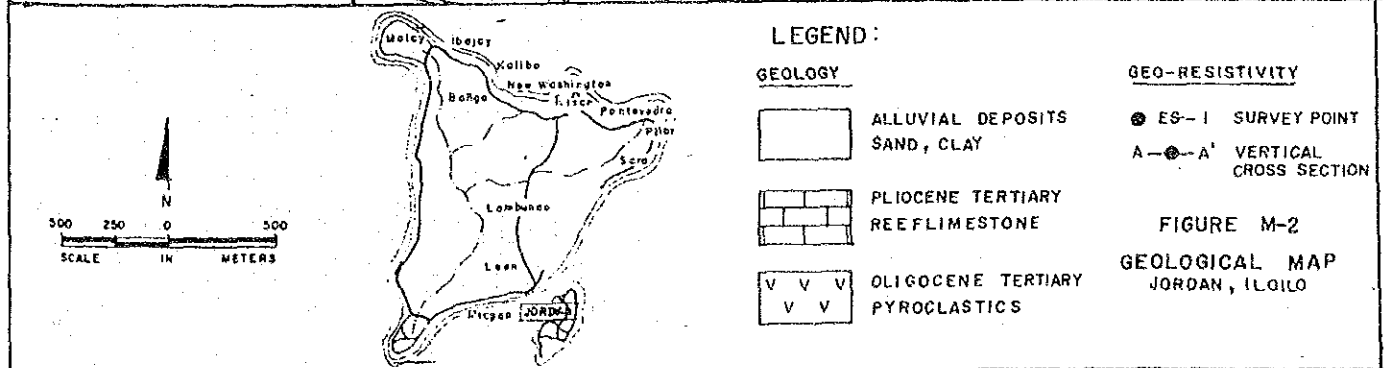 Malay
Ibajay
Kalibo
New Washington
Banga
Pontevedra
Pilar
Sara
Lambunao
Leon
JORDAN
N
500 250 0 500
SCALE IN METERS
LEGEND:
GEOLOGY
ALLUVIAL DEPOSITS
SAND, CLAY
PLIOCENE TERTIARY
REEFLIMESTONE
V V V
V V
OLIGOCENE TERTIARY
PYROCLASTICS
GEO-RESISTIVITY
ES-1 SURVEY POINT
A-●-A' VERTICAL
CROSS SECTION
FIGURE M-2
GEOLOGICAL MAP
JORDAN, ILOILO